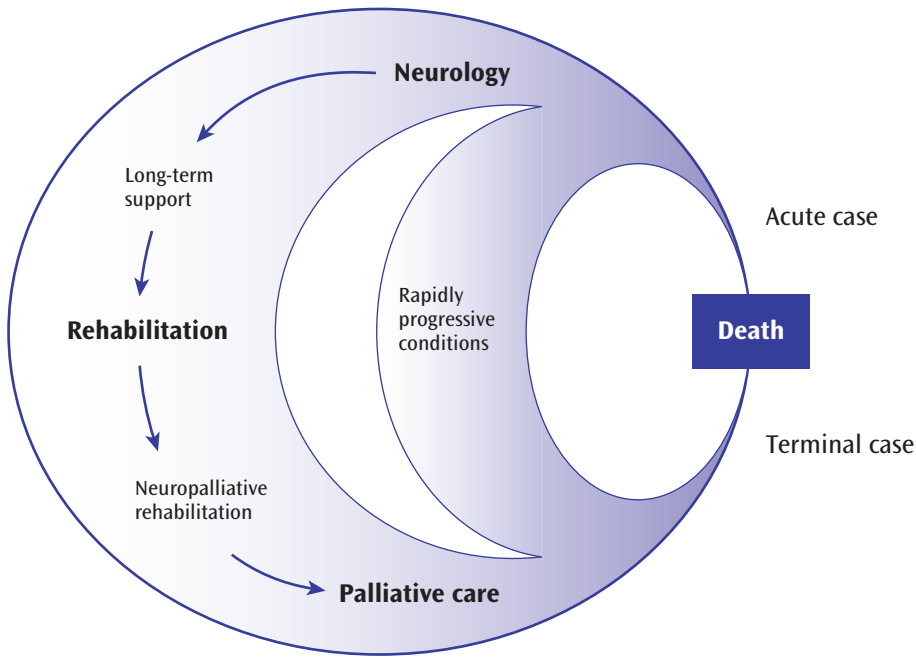 Neurology
Long-term
support
Acute case
Rapidly
progressive
conditions
Rehabilitation
Death
Terminal case
Neuropalliative
rehabilitation
Palliative care